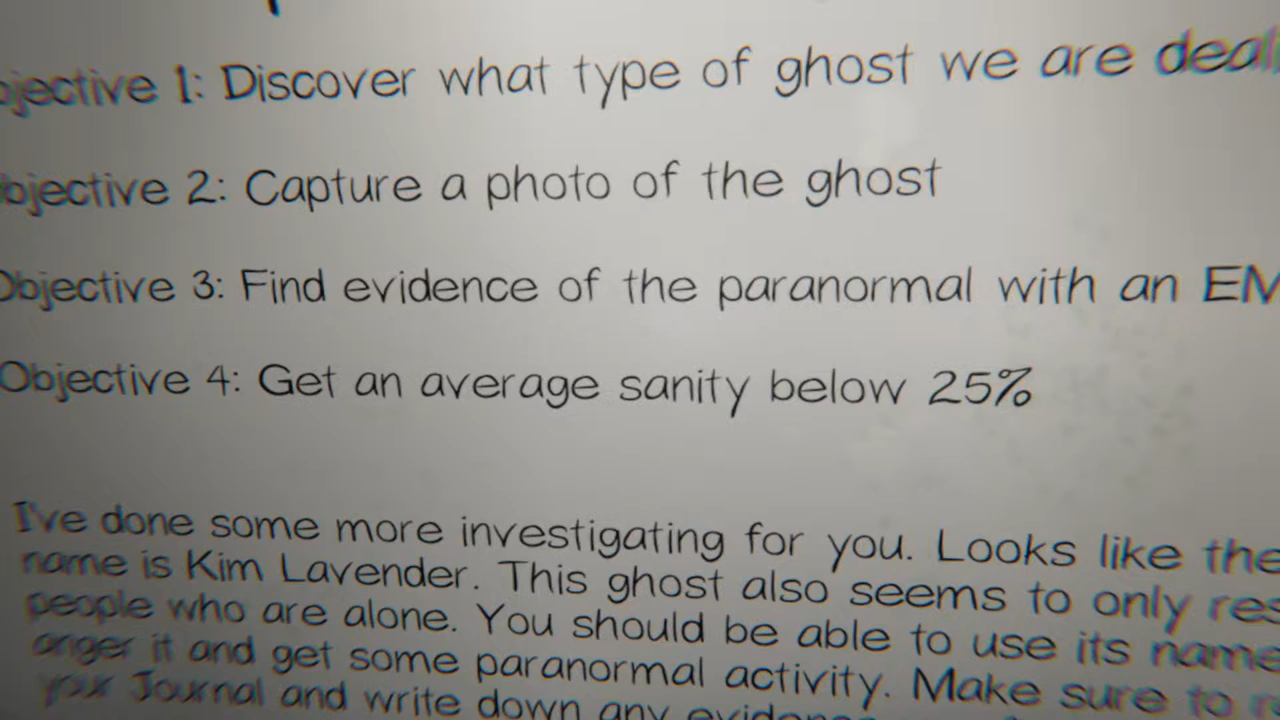 Objective 1: Discover what type of ghost we are deal
Objective 2: Capture a photo of the ghost
Objective 3: Find evidence of the paranormal with an EM
Objective 4: Get an average sanity below 25%
I've done some more investigating for you. Looks like the
name is Kim Lavender. This ghost also seems to only res
people who are alone. You should be able to use its name
anger it and get some paranormal activity. Make sure to r
your Journal and write down any evidence